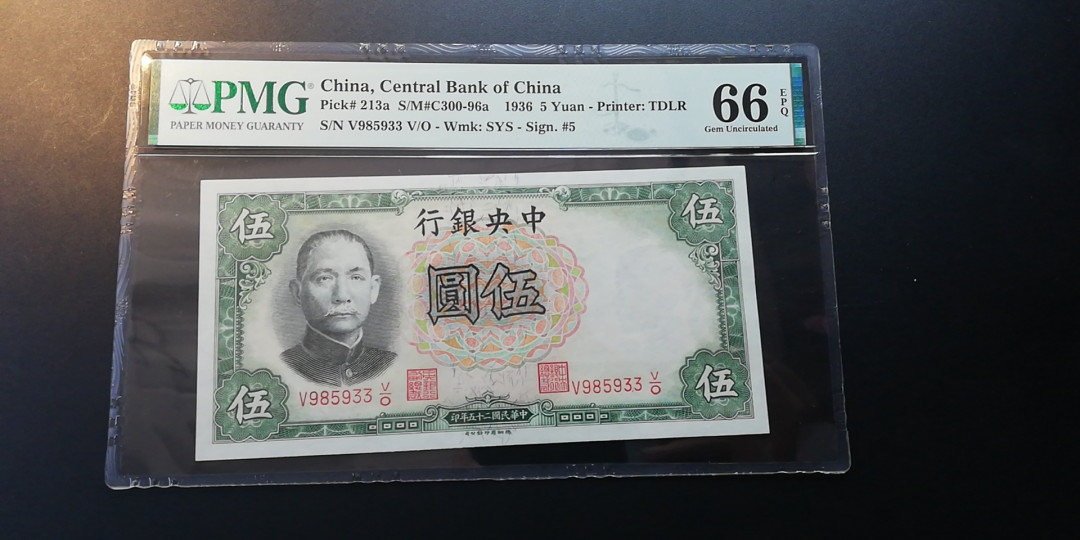 PMG®
PAPER MONEY GUARANTY
China, Central Bank of China
Pick# 213a S/M#C300-96a 1936 5 Yuan - Printer: TDLR
S/N V985933 V/O - Wmk: SYS - Sign. #5
66 EPQ
Gem Uncirculated
伍
行銀央中
伍
圓伍
V985933 V/O
V985933 V/O
伍
印年五十二國民華中
伍